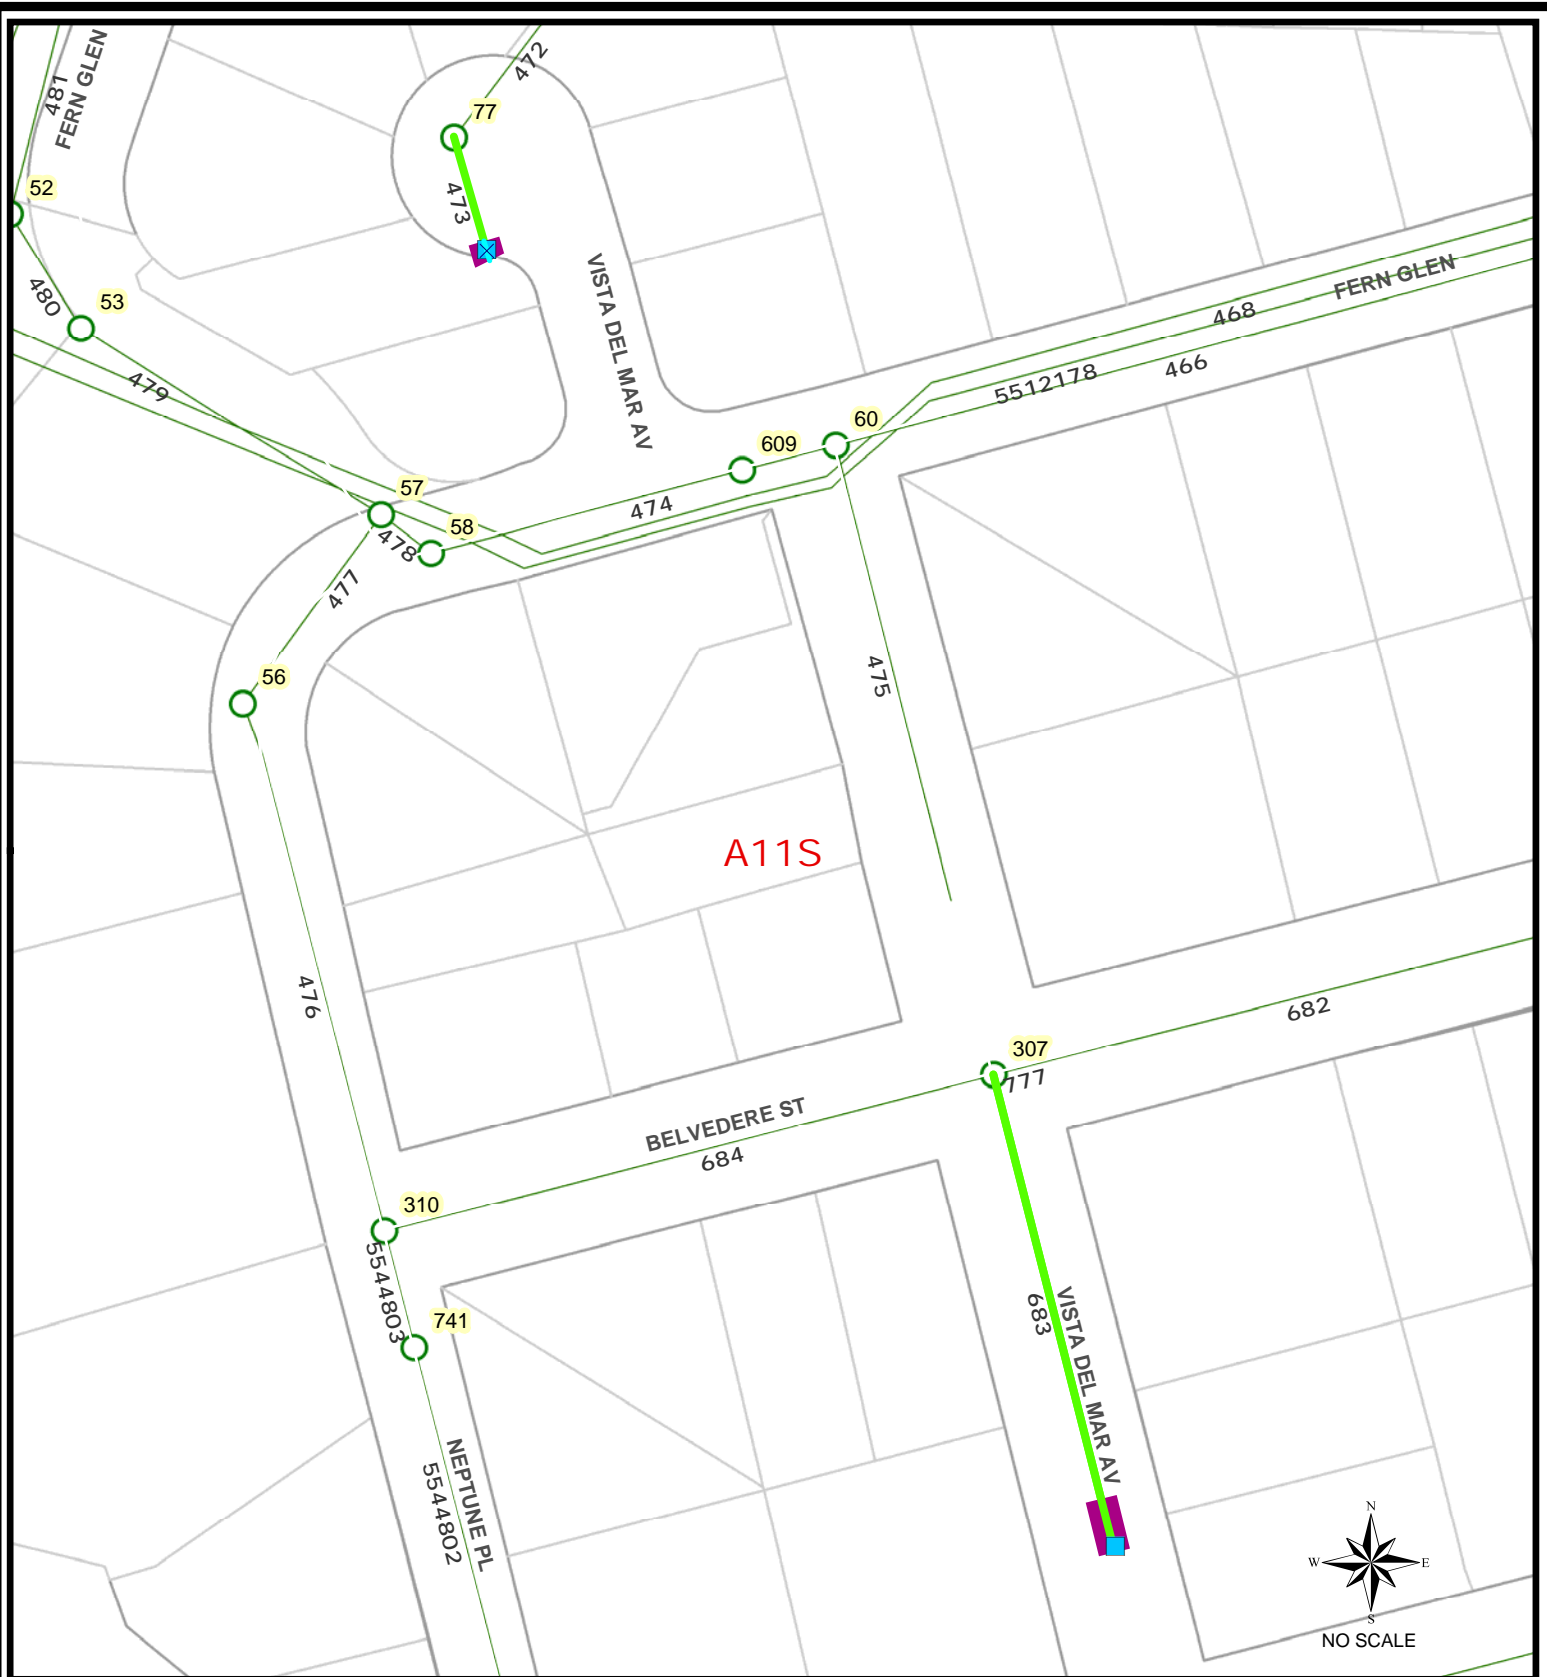 472
481
FERN GLEN
77
52
473
VISTA DEL MAR AV
480
53
FERN GLEN
468
5512178
466
479
60
609
57
474
58
478
477
56
475
A11S
476
682
307
777
BELVEDERE ST
684
310
5544803
741
683
VISTA DEL MAR AV
NEPTUNE PL
5544802
N
W
E
S
NO SCALE